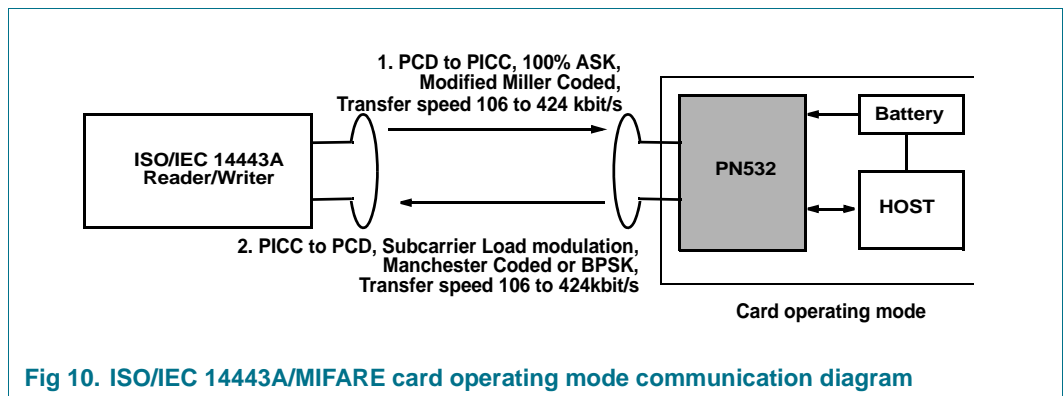 1. PCD to PICC, 100% ASK,
Modified Miller Coded,
Transfer speed 106 to 424 kbit/s
ISO/IEC 14443A
Reader/Writer
PN532
Battery
HOST
2. PICC to PCD, Subcarrier Load modulation,
Manchester Coded or BPSK,
Transfer speed 106 to 424kbit/s
Card operating mode
Fig 10. ISO/IEC 14443A/MIFARE card operating mode communication diagram